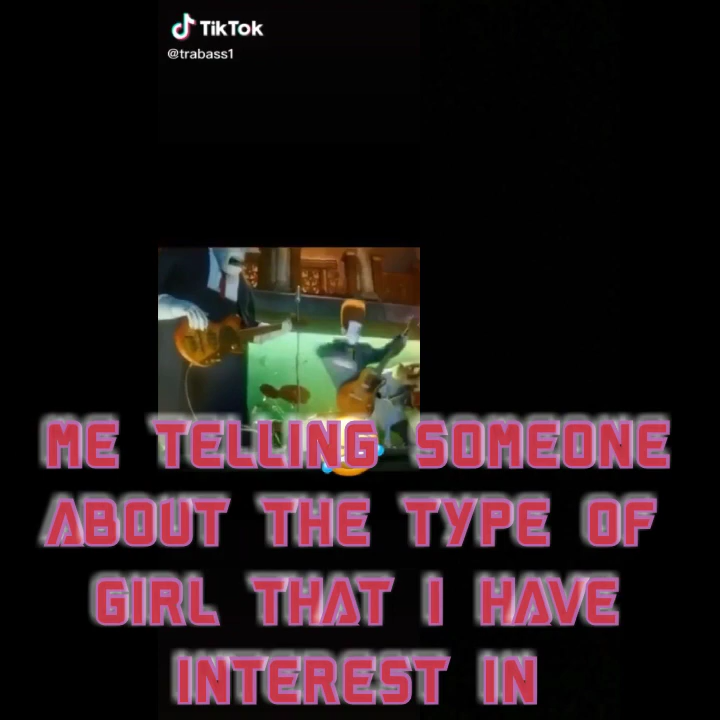 TikTok
@trabass1
ME TELLING SOMEONE
ABOUT THE TYPE OF
GIRL THAT I HAVE
INTEREST IN